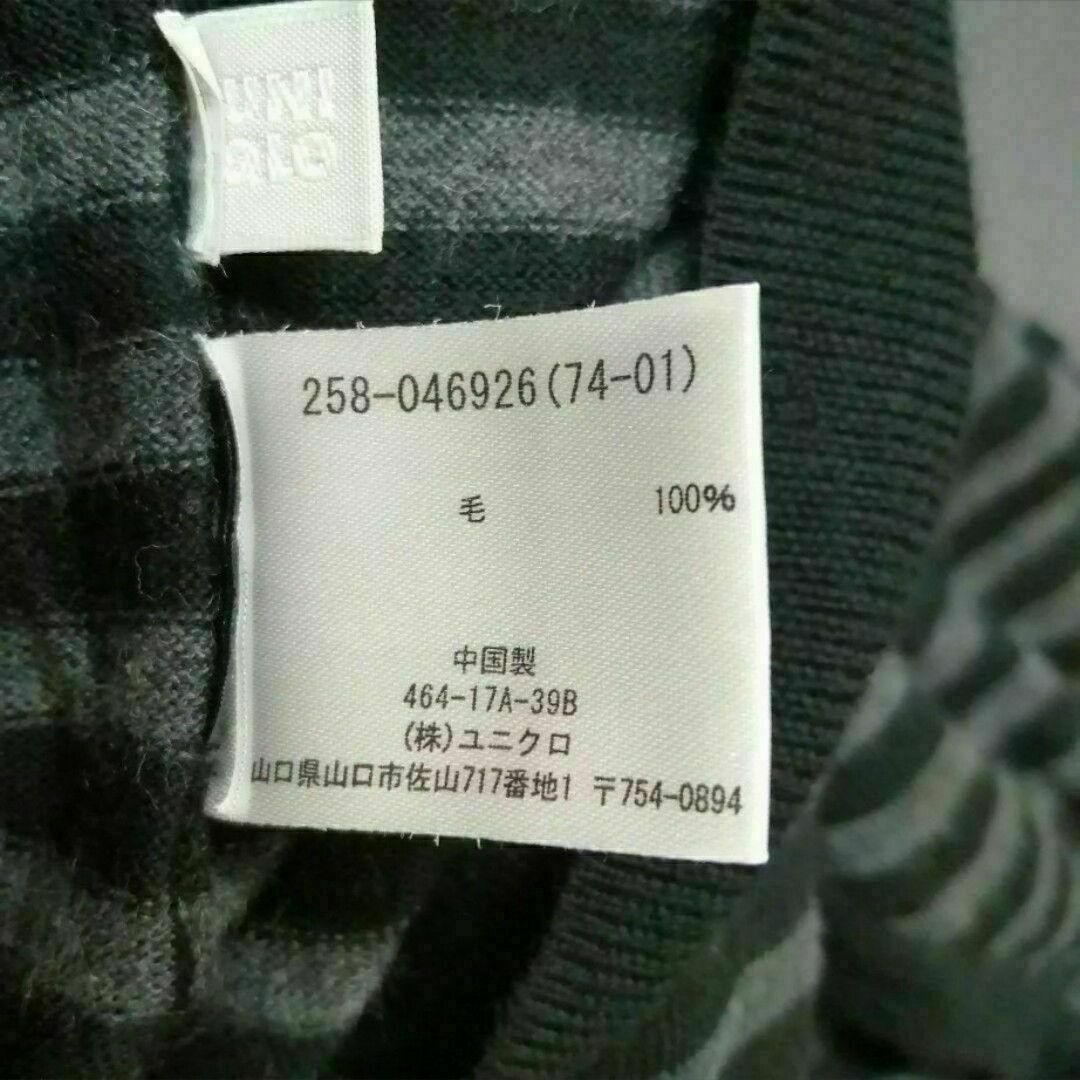 258-046926(74-01)
毛 100%
中国製
464-17A-39B
(株)ユニクロ
山口県山口市佐山717番地1 〒754-0894